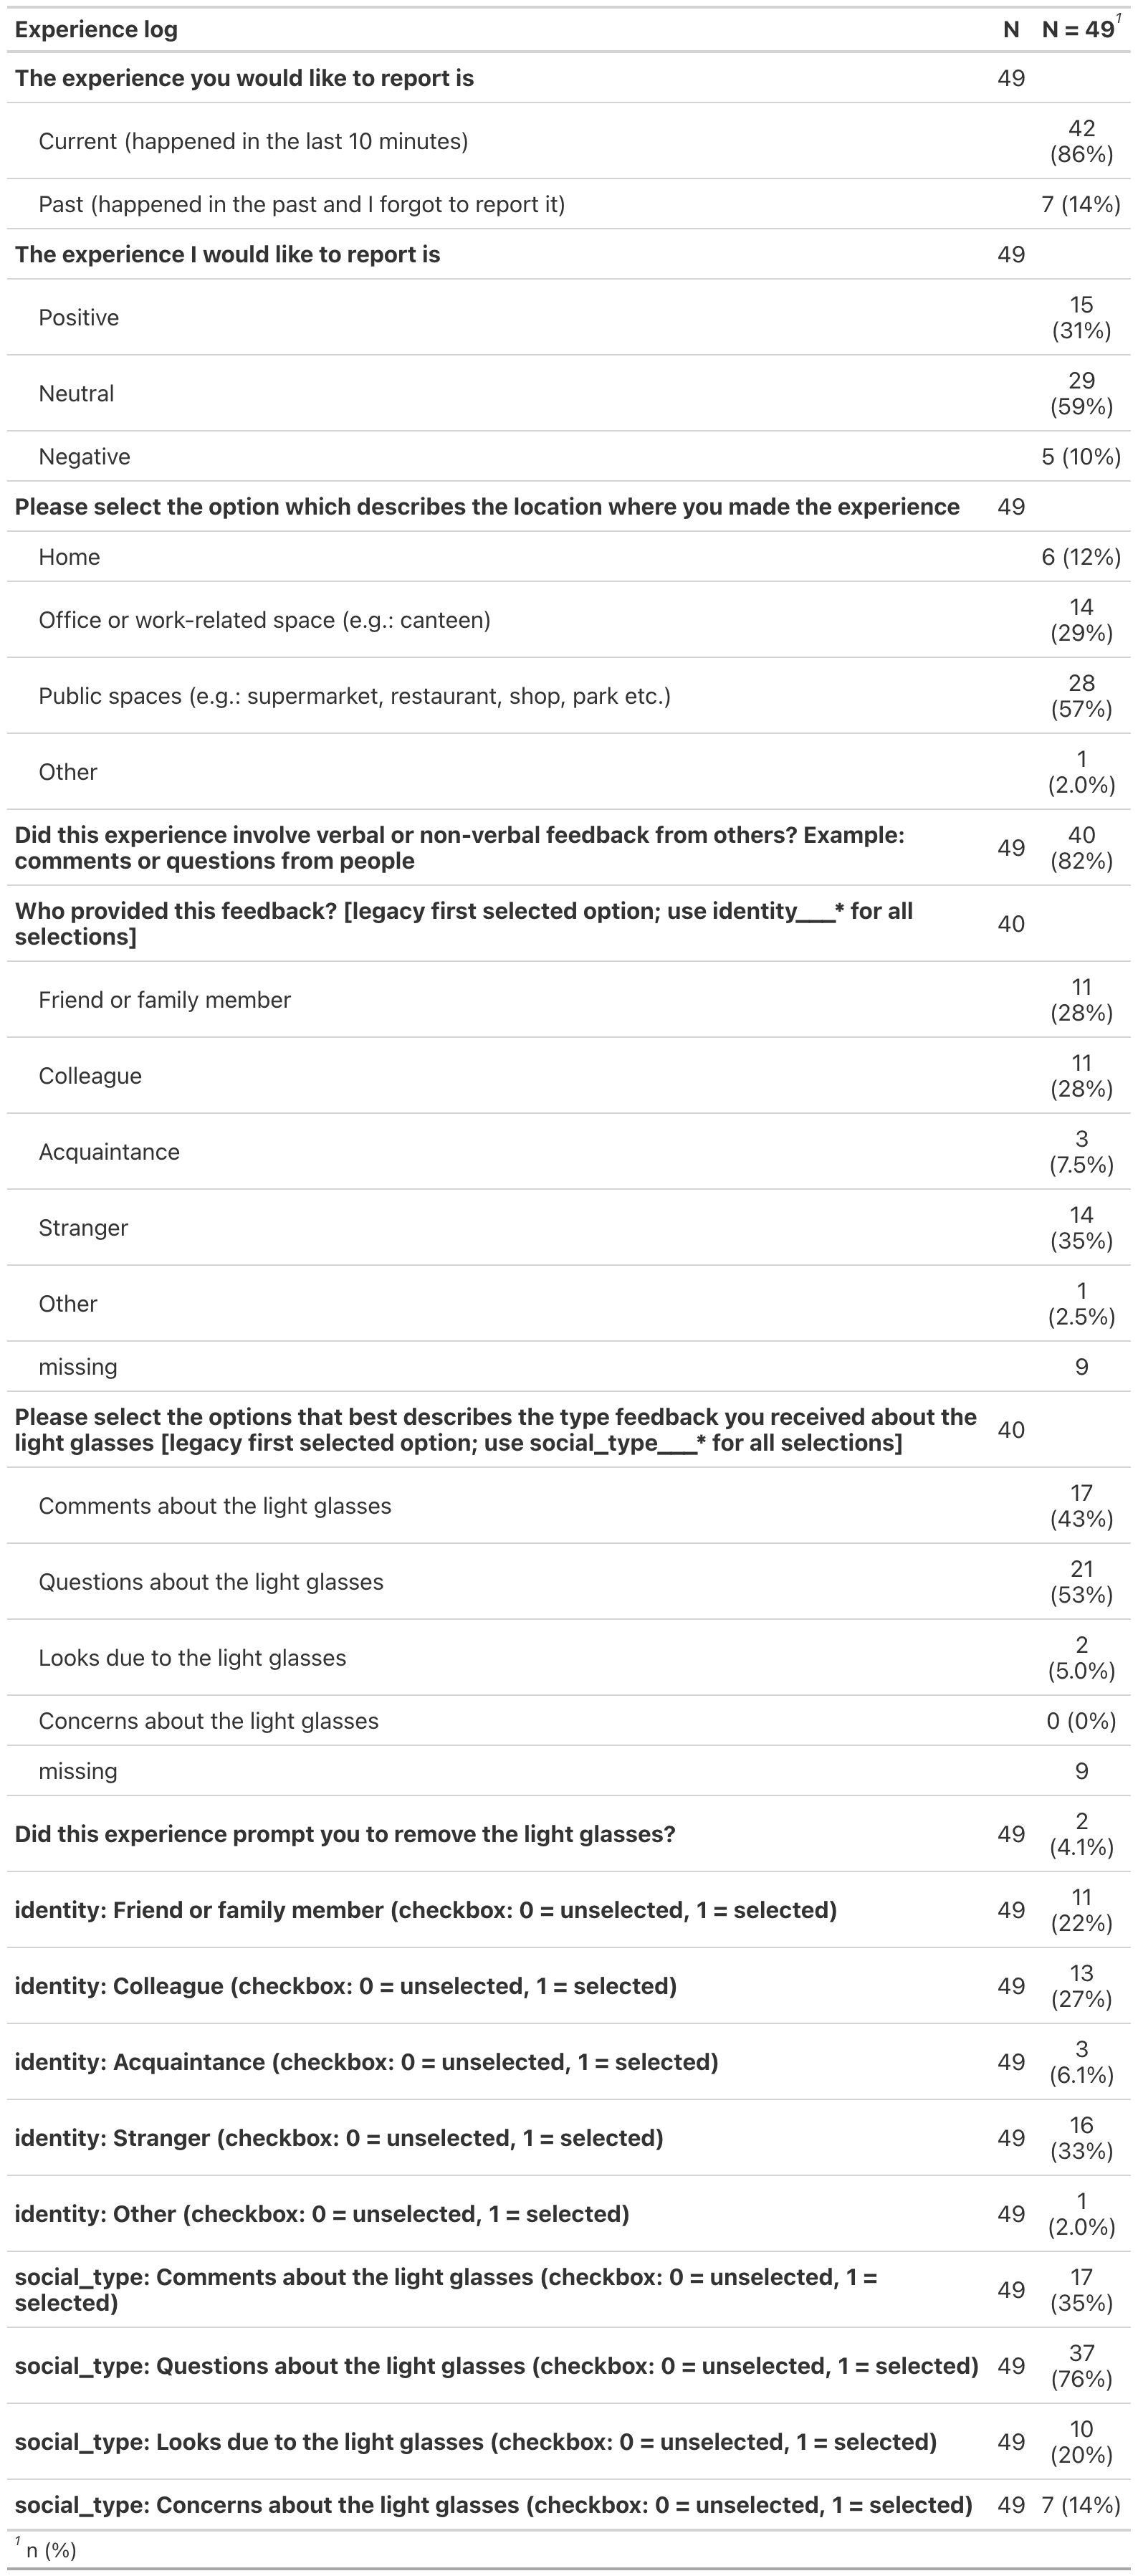 Experience log N N = 49 1
The experience you would like to report is 49
Current (happened in the last 10 minutes) 42 (86%)
Past (happened in the past and I forgot to report it) 7 (14%)
The experience I would like to report is 49
Positive 15 (31%)
Neutral 29 (59%)
Negative 5 (10%)
Please select the option which describes the location where you made the experience 49
Home 6 (12%)
Office or work-related space (e.g.: canteen) 14 (29%)
Public spaces (e.g.: supermarket, restaurant, shop, park etc.) 28 (57%)
Other 1 (2.0%)
Did this experience involve verbal or non-verbal feedback from others? Example:
comments or questions from people 49 40 (82%)
Who provided this feedback? [legacy first selected option; use identity___* for all
selections] 40
Friend or family member 11 (28%)
Colleague 11 (28%)
Acquaintance 3 (7.5%)
Stranger 14 (35%)
Other 1 (2.5%)
missing 9
Please select the options that best describes the type feedback you received about the
light glasses [legacy first selected option; use social_type___* for all selections] 40
Comments about the light glasses 17 (43%)
Questions about the light glasses 21 (53%)
Looks due to the light glasses 2 (5.0%)
Concerns about the light glasses 0 (0%)
missing 9
Did this experience prompt you to remove the light glasses? 49 2 (4.1%)
identity: Friend or family member (checkbox: 0 = unselected, 1 = selected) 49 11 (22%)
identity: Colleague (checkbox: 0 = unselected, 1 = selected) 49 13 (27%)
identity: Acquaintance (checkbox: 0 = unselected, 1 = selected) 49 3 (6.1%)
identity: Stranger (checkbox: 0 = unselected, 1 = selected) 49 16 (33%)
identity: Other (checkbox: 0 = unselected, 1 = selected) 49 1 (2.0%)
social_type: Comments about the light glasses (checkbox: 0 = unselected, 1 =
selected) 49 17 (35%)
social_type: Questions about the light glasses (checkbox: 0 = unselected, 1 = selected) 49 37 (76%)
social_type: Looks due to the light glasses (checkbox: 0 = unselected, 1 = selected) 49 10 (20%)
social_type: Concerns about the light glasses (checkbox: 0 = unselected, 1 = selected) 49 7 (14%)
1 n (%)